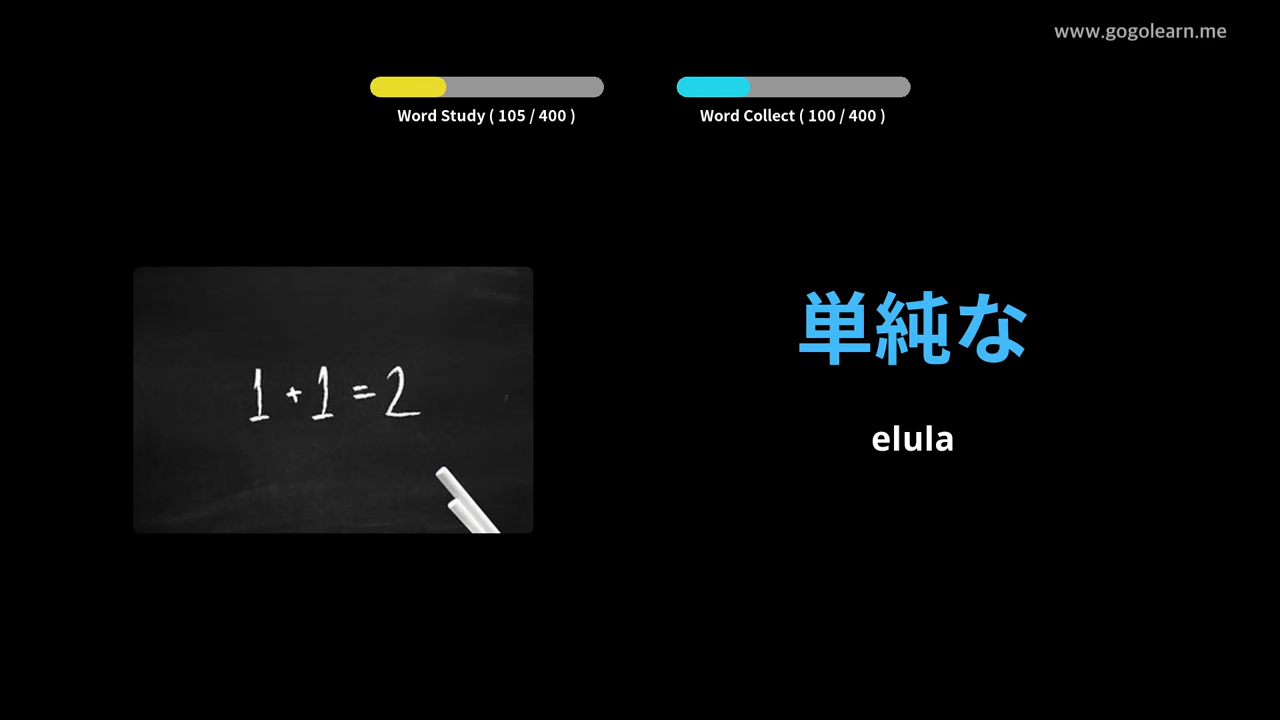 www.gogolearn.me
Word Study ( 105 / 400 )
Word Collect ( 100 / 400 )
1 + 1 = 2
単純な
elula